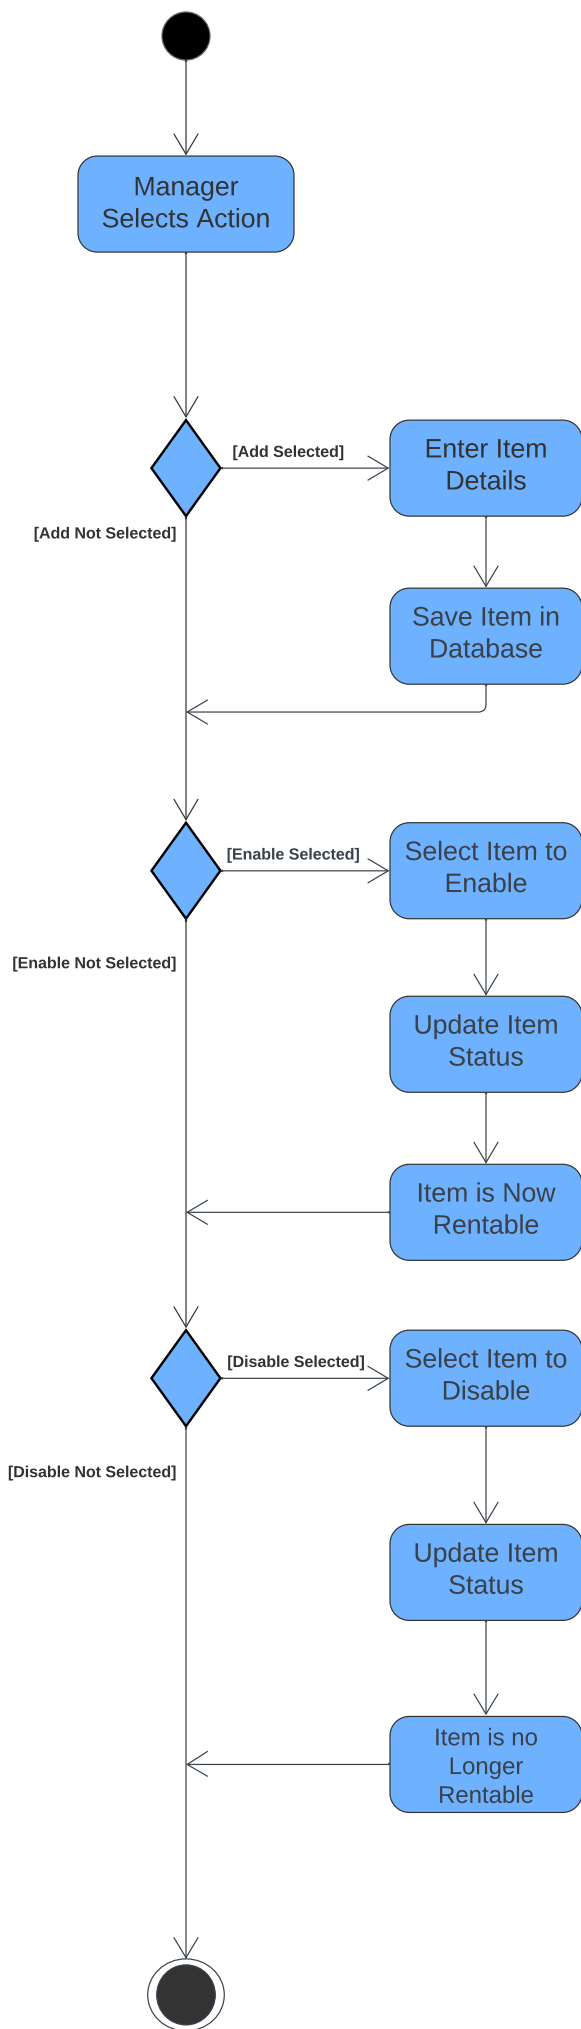 Manager
Selects Action
[Add Selected]
Enter Item
Details
[Add Not Selected]
Save Item in
Database
[Enable Selected]
Select Item to
Enable
[Enable Not Selected]
Update Item
Status
Item is Now
Rentable
[Disable Selected]
Select Item to
Disable
[Disable Not Selected]
Update Item
Status
Item is no
Longer
Rentable